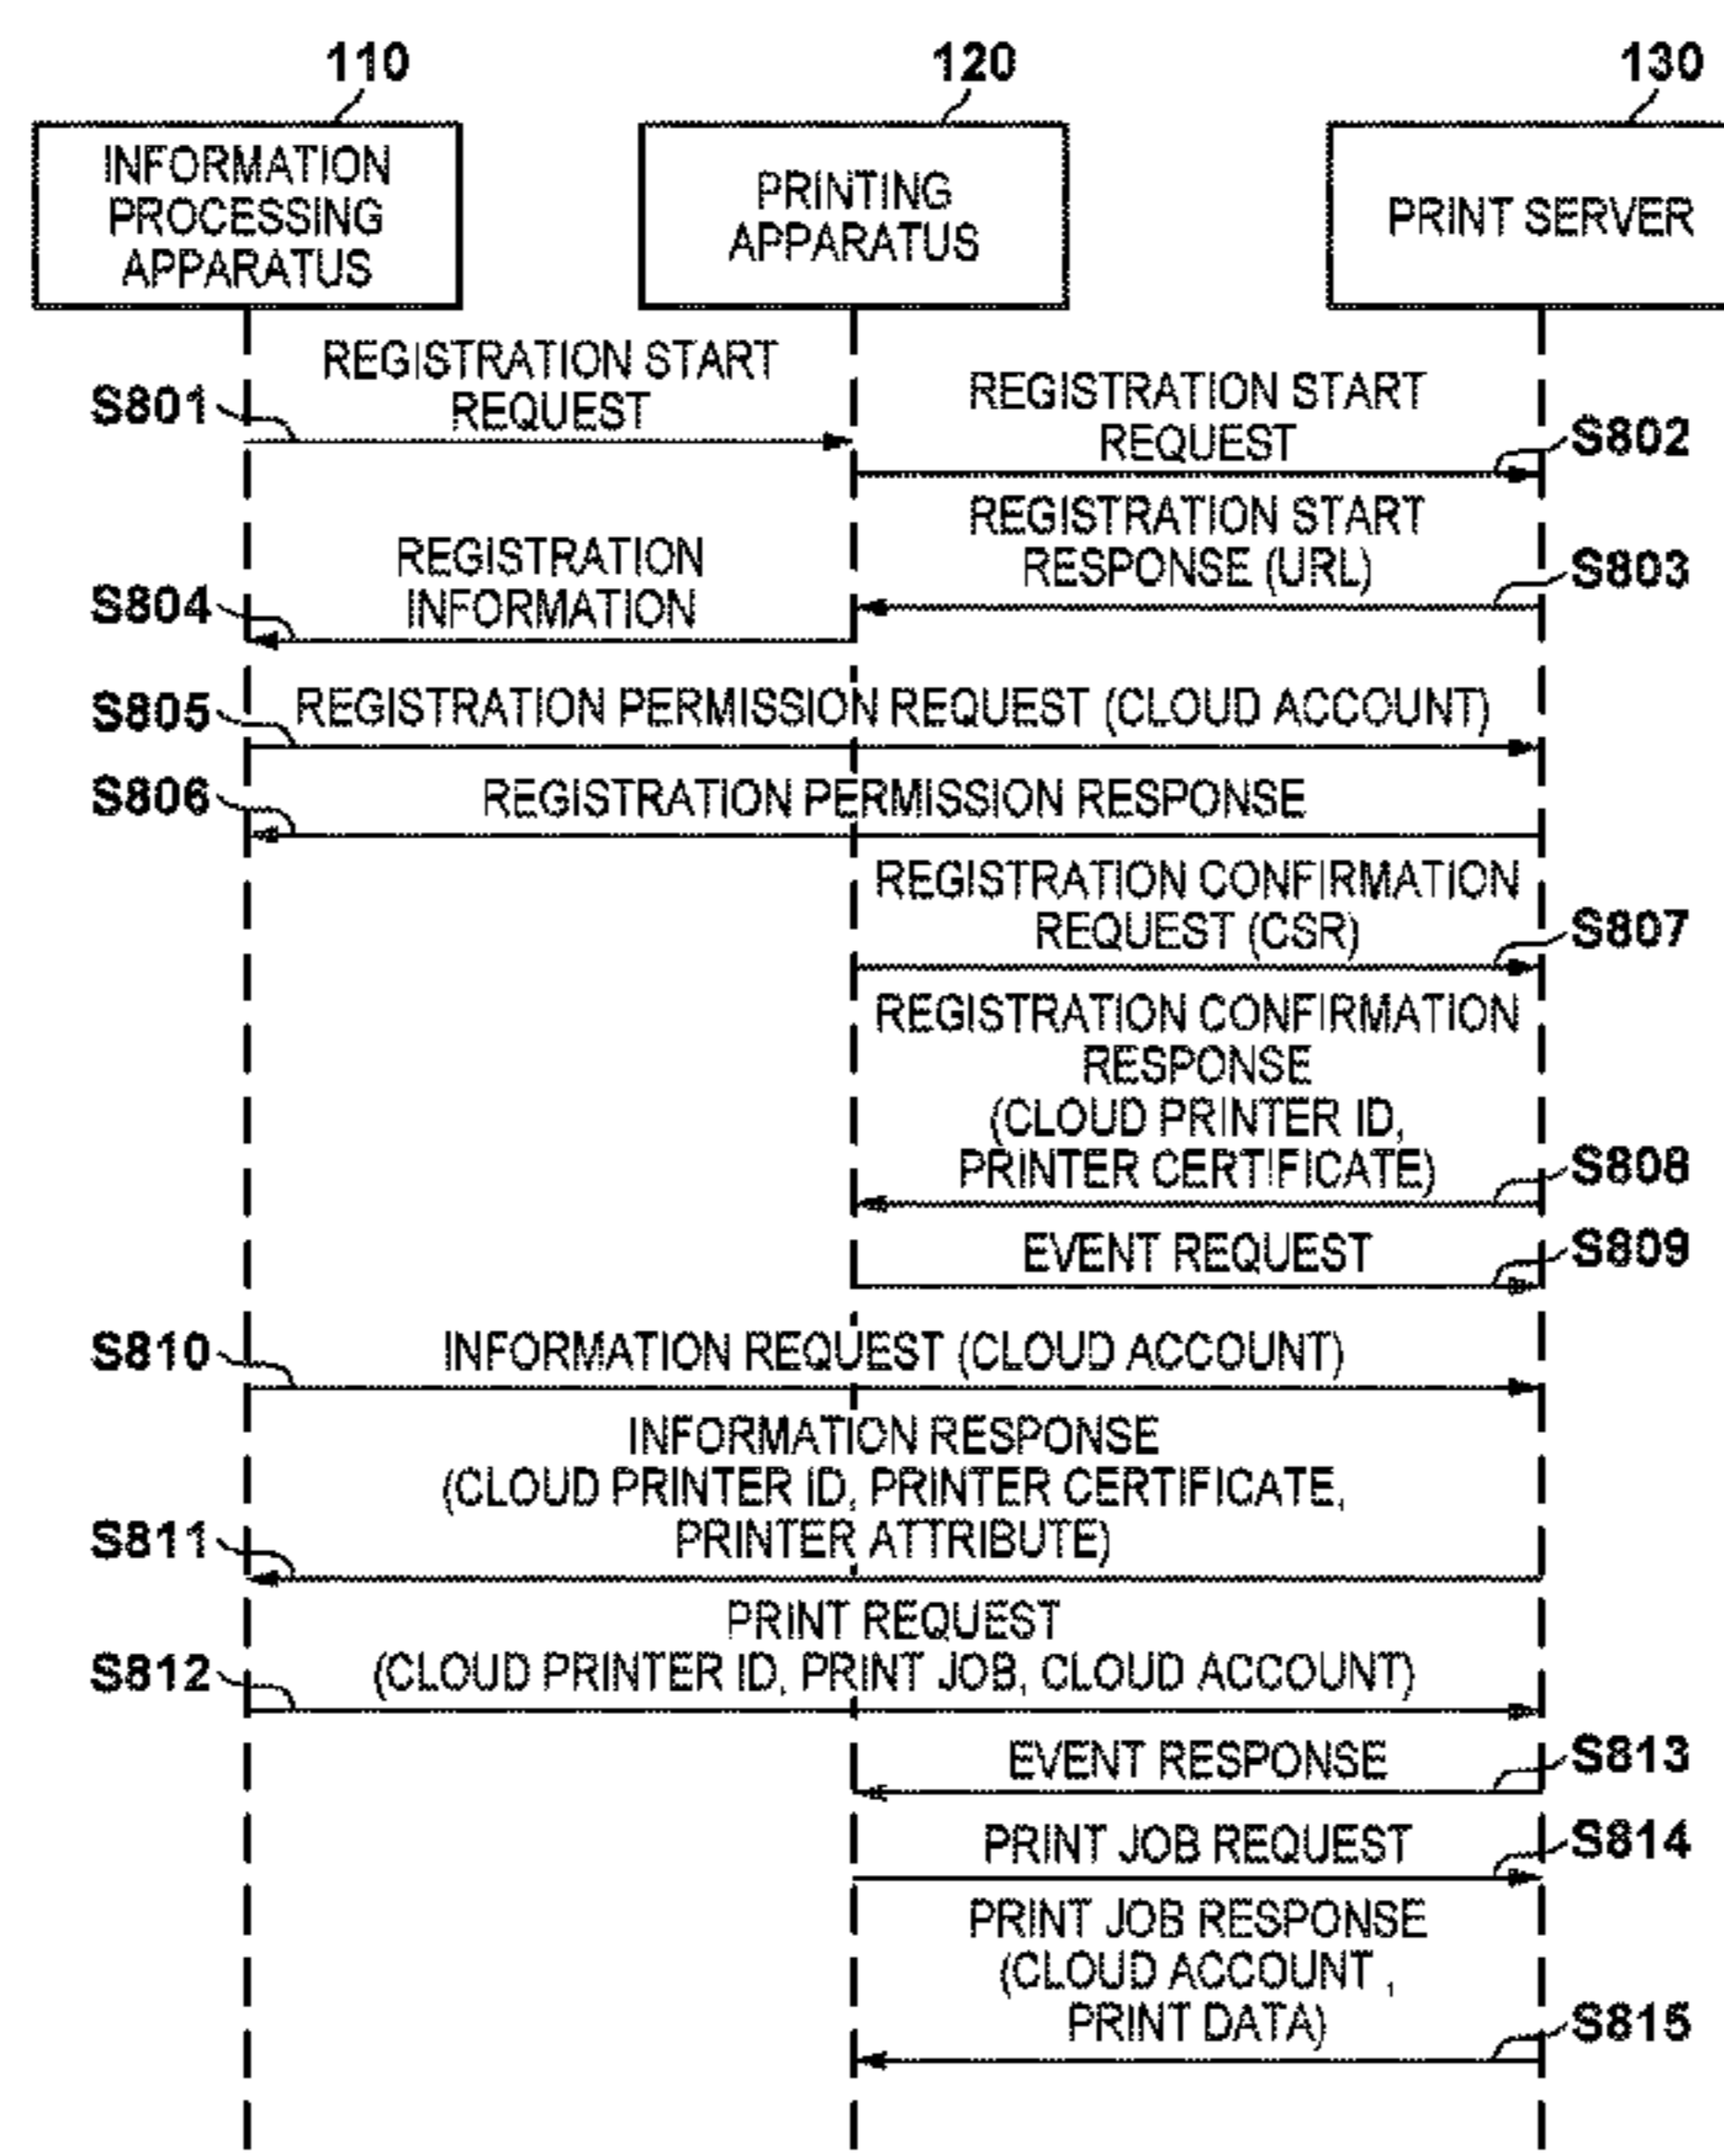 110
120
130
INFORMATION
PROCESSING
APPARATUS
PRINTING
APPARATUS
PRINT SERVER
S801
REGISTRATION START
REQUEST
REGISTRATION START
REQUEST
S802
REGISTRATION START
RESPONSE (URL)
S803
S804
REGISTRATION
INFORMATION
S805
REGISTRATION PERMISSION REQUEST (CLOUD ACCOUNT)
S806
REGISTRATION PERMISSION RESPONSE
REGISTRATION CONFIRMATION
REQUEST (CSR)
S807
REGISTRATION CONFIRMATION
RESPONSE
(CLOUD PRINTER ID,
PRINTER CERTIFICATE)
S808
EVENT REQUEST
S809
S810
INFORMATION REQUEST (CLOUD ACCOUNT)
INFORMATION RESPONSE
(CLOUD PRINTER ID, PRINTER CERTIFICATE,
PRINTER ATTRIBUTE)
S811
PRINT REQUEST
(CLOUD PRINTER ID, PRINT JOB, CLOUD ACCOUNT)
S812
EVENT RESPONSE
S813
PRINT JOB REQUEST
S814
PRINT JOB RESPONSE
(CLOUD ACCOUNT ,
PRINT DATA)
S815